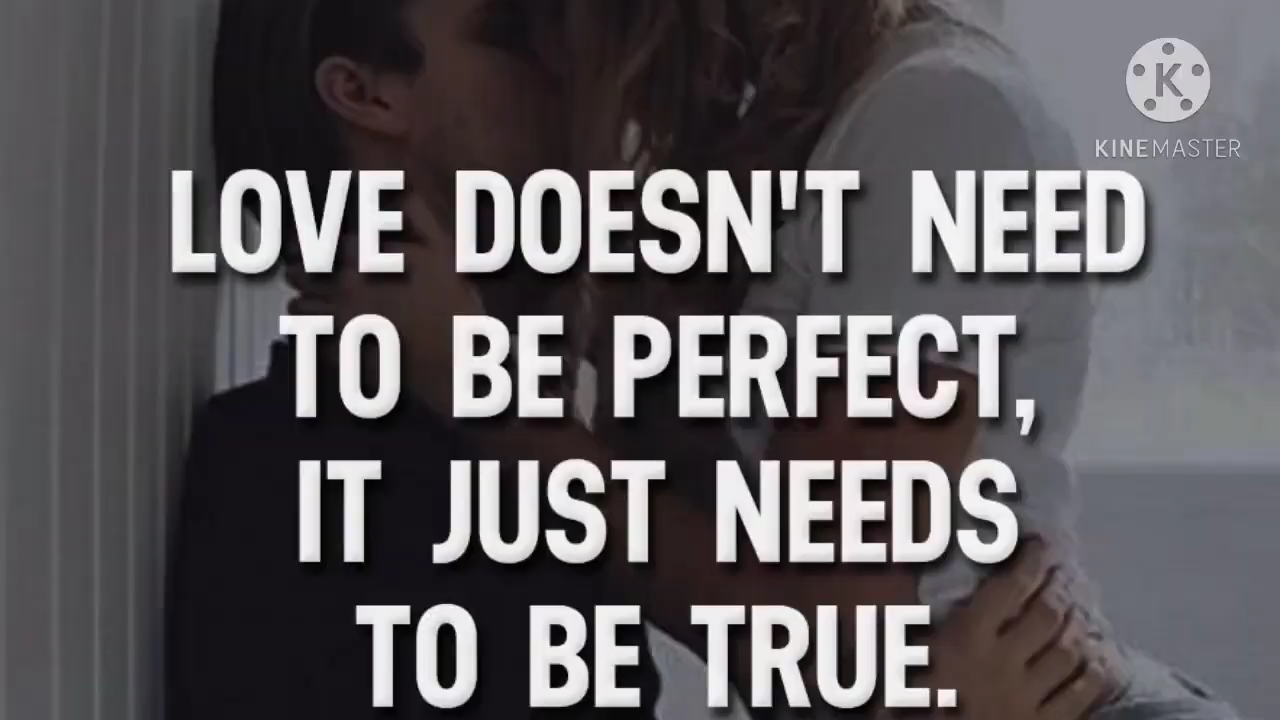 K
KINEMASTER
LOVE DOESN'T NEED
TO BE PERFECT,
IT JUST NEEDS
TO BE TRUE.